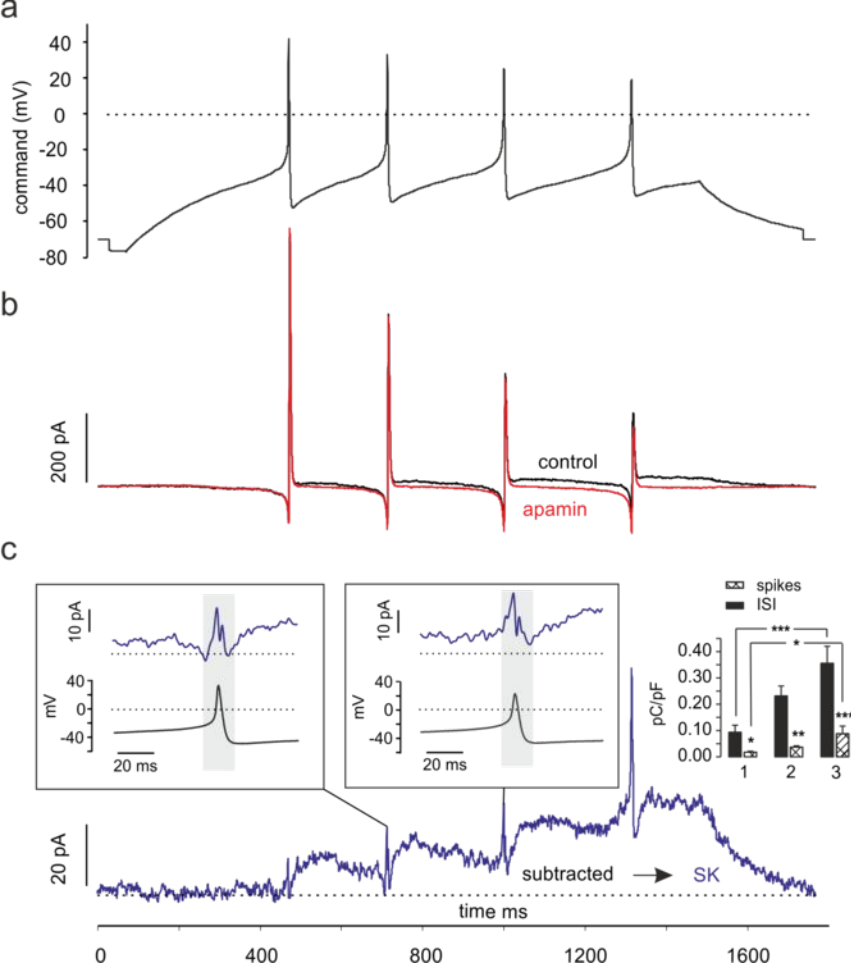 a
40
20
0
-20
-40
-60
-80
command (mV)
b
200 pA
control
apamin
c
10 pA
40
0
-40
mV
20 ms
10 pA
40
0
-40
mV
20 ms
spikes
ISI
***
*
0.40
0.30
0.20
0.10
0.00
pC/pF
* ** ***
1 2 3
20 pA
subtracted → SK
time ms
0 400 800 1200 1600